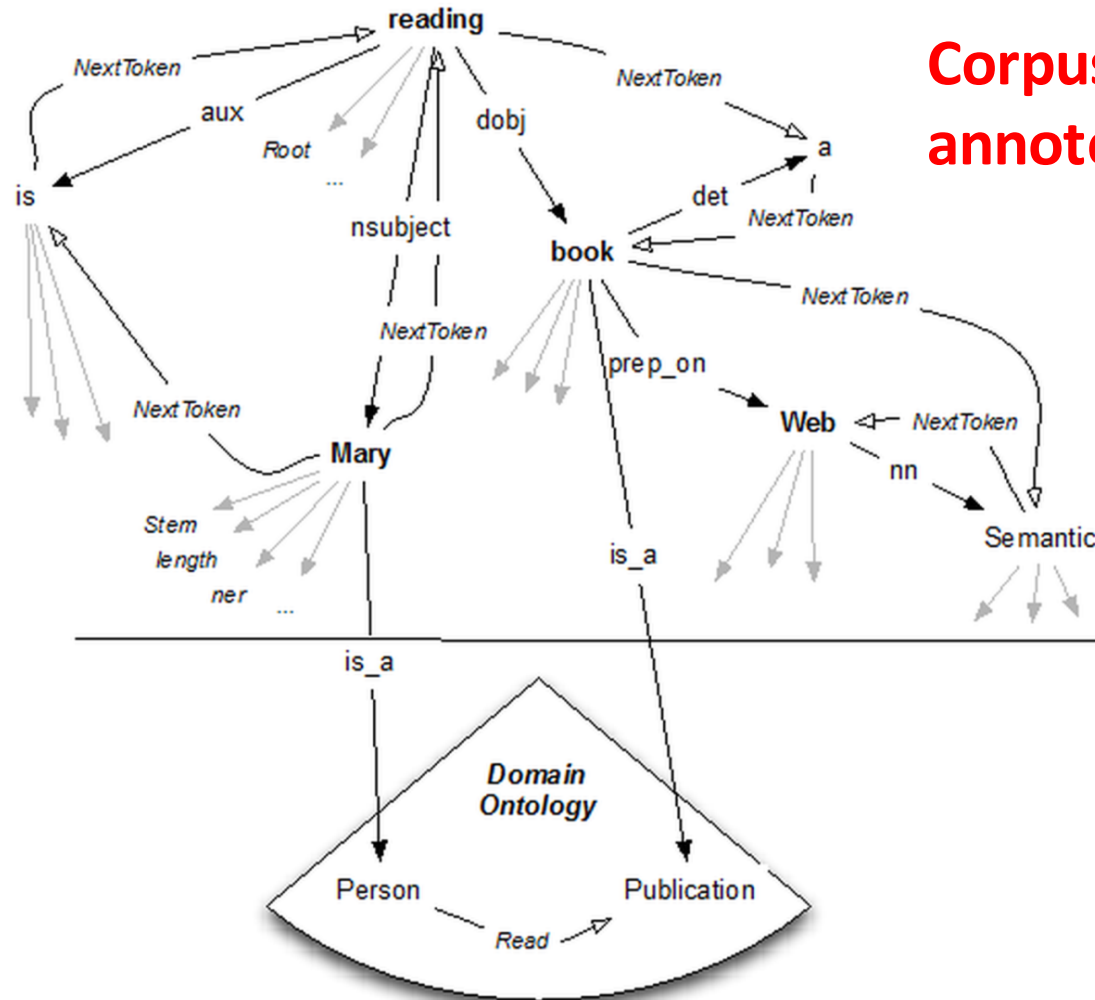 reading
Corpus
NextToken
NextToken
aux
dobj
annote
Root
a
...
is
det
nsubject
NextToken
book
NextToken
NextToken
prep_on
NextToken
Web
NextToken
Mary
nn
Stem
Semantic
length
is_a
ner
...
is_a
Domain
Ontology
Person
Publication
Read